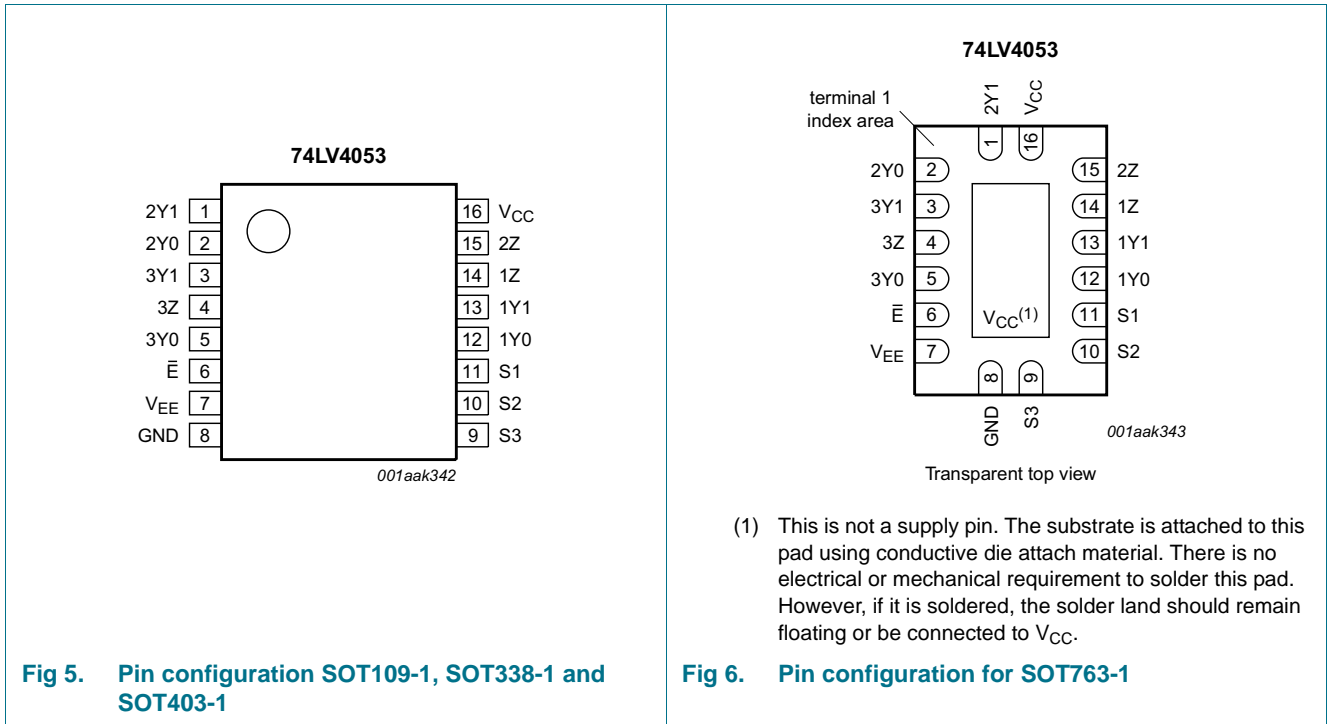 74LV4053
2Y1 1
2Y0 2
3Y1 3
3Z 4
3Y0 5
Ē 6
VEE 7
GND 8
16 VCC
15 2Z
14 1Z
13 1Y1
12 1Y0
11 S1
10 S2
9 S3
001aak342
Fig 5. Pin configuration SOT109-1, SOT338-1 and
SOT403-1
74LV4053
terminal 1
index area
2Y1
VCC
1
16
2Y0 2
3Y1 3
3Z 4
3Y0 5
Ē 6
VEE 7
15 2Z
14 1Z
13 1Y1
12 1Y0
11 S1
10 S2
VCC(1)
8
9
GND
S3
001aak343
Transparent top view
(1) This is not a supply pin. The substrate is attached to this
pad using conductive die attach material. There is no
electrical or mechanical requirement to solder this pad.
However, if it is soldered, the solder land should remain
floating or be connected to VCC.
Fig 6. Pin configuration for SOT763-1